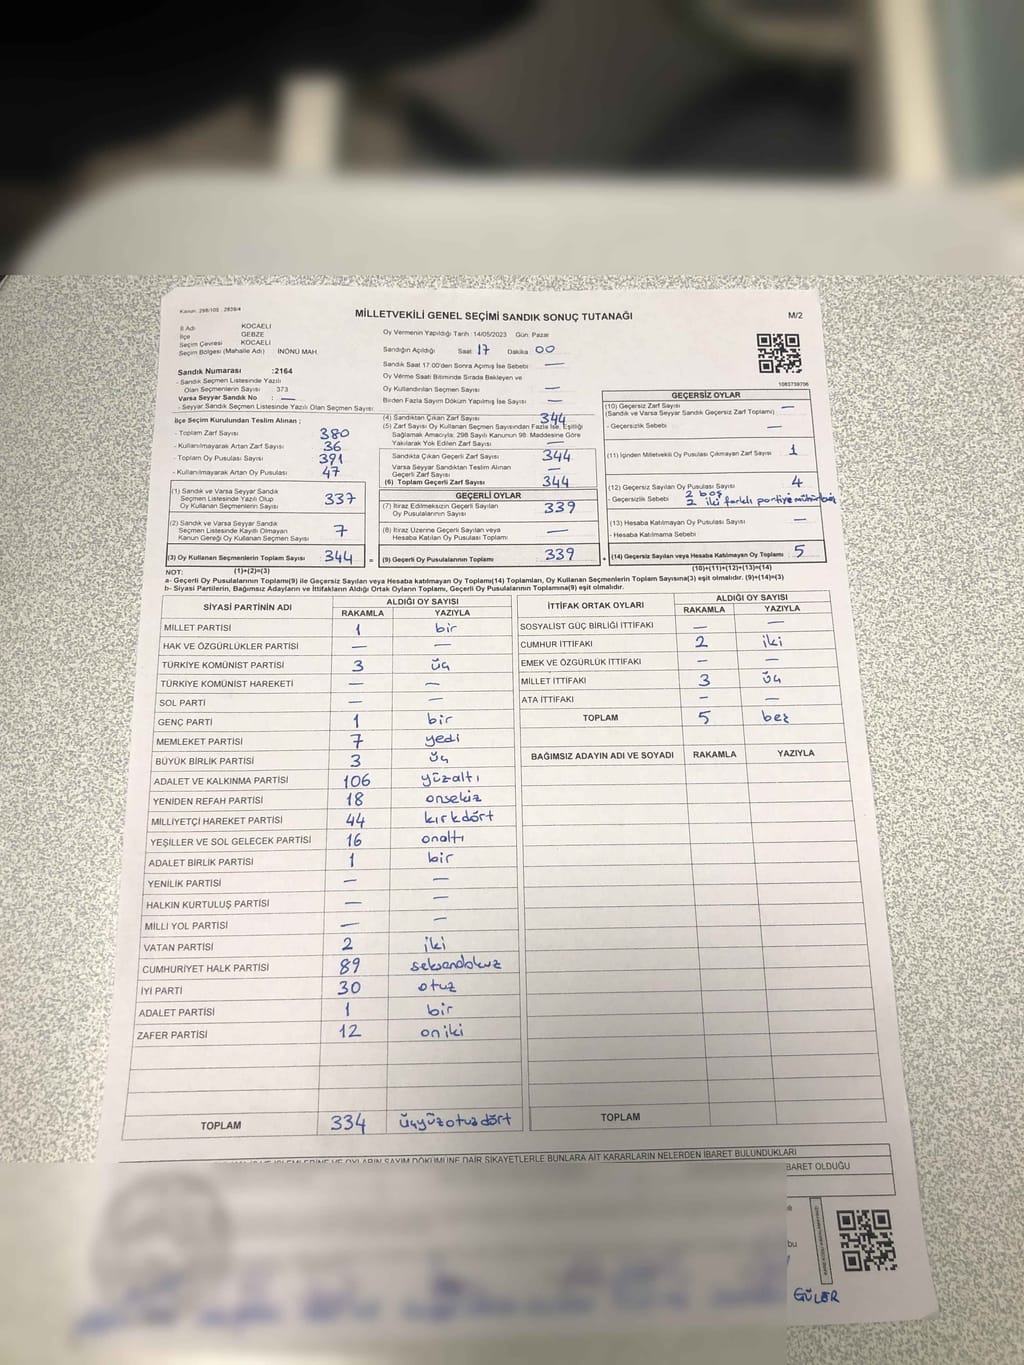 Kanun: 298/105 : 2839/4
MİLLETVEKİLİ GENEL SEÇİMİ SANDIK SONUÇ TUTANAĞI
M/2
İl Adı KOCAELİ
İlçe GEBZE
Seçim Çevresi KOCAELİ
Seçim Bölgesi (Mahalle Adı) İNÖNÜ MAH.
Oy Vermenin Yapıldığı Tarih : 14/05/2023 Gün: Pazar
Sandığın Açıldığı Saat: 17 Dakika 00
Sandık Saat 17:00'den Sonra Açımış İse Sebebi —
Oy Verme Saati Bitiminde Sırada Bekleyen ve
Oy Kullandırılan Seçmen Sayısı —
Birden Fazla Sayım Döküm Yapılmış İse Sayısı —
1063739706
Sandık Numarası :2164
- Sandık Seçmen Listesinde Yazılı
Olan Seçmenlerin Sayısı : 373
Varsa Seyyar Sandık No : —
- Seyyar Sandık Seçmen Listesinde Yazılı Olan Seçmen Sayısı:
İlçe Seçim Kurulundan Teslim Alınan ;
- Toplam Zarf Sayısı 380
- Kullanılmayarak Artan Zarf Sayısı 36
- Toplam Oy Pusulası Sayısı 391
- Kullanılmayarak Artan Oy Pusulası 47
(1) Sandık ve Varsa Seyyar Sandık
Seçmen Listesinde Yazılı Olup
Oy Kullanan Seçmenlerin Sayısı 337
(2) Sandık ve Varsa Seyyar Sandık
Seçmen Listesinde Kayıtlı Olmayan
Kanun Gereği Oy Kullanan Seçmen Sayısı 7
(3) Oy Kullanan Seçmenlerin Toplam Sayısı 344
(4) Sandıktan Çıkan Zarf Sayısı 344
(5) Zarf Sayısı Oy Kullanan Seçmen Sayısından Fazla İse, Eşitliği
Sağlamak Amacıyla, 298 Sayılı Kanunun 98. Maddesine Göre
Yakılarak Yok Edilen Zarf Sayısı —
Sandıkta Çıkan Geçerli Zarf Sayısı 344
Varsa Seyyar Sandıktan Teslim Alınan
Geçerli Zarf Sayısı —
(6) Toplam Geçerli Zarf Sayısı 344
GEÇERLİ OYLAR
(7) İtiraz Edilmeksizin Geçerli Sayılan
Oy Pusulalarının Sayısı 339
(8) İtiraz Üzerine Geçerli Sayılan veya
Hesaba Katılan Oy Pusulası Toplamı —
= (9) Geçerli Oy Pusulalarının Toplamı 339
GEÇERSİZ OYLAR
(10) Geçersiz Zarf Sayısı —
(Sandık ve Varsa Seyyar Sandık Geçersiz Zarf Toplamı)
- Geçersizlik Sebebi —
(11) İçinden Milletvekili Oy Pusulası Çıkmayan Zarf Sayısı 1
(12) Geçersiz Sayılan Oy Pusulası Sayısı 4
- Geçersizlik Sebebi 2 boş
2 iki farklı partiye
(13) Hesaba Katılmayan Oy Pusulası Sayısı —
- Hesaba Katılmama Sebebi
+ (14) Geçersiz Sayılan veya Hesaba Katılmayan Oy Toplamı 5
NOT: (1)+(2)=(3) (10)+(11)+(12)+(13)=(14)
a- Geçerli Oy Pusulalarının Toplamı(9) ile Geçersiz Sayılan veya Hesaba katılmayan Oy Toplamı(14) Toplamları, Oy Kullanan Seçmenlerin Toplam Sayısına(3) eşit olmalıdır. (9)+(14)=(3)
b- Siyasi Partilerin, Bağımsız Adayların ve İttifakların Aldığı Ortak Oyların Toplamı, Geçerli Oy Pusulalarının Toplamına(9) eşit olmalıdır.
SİYASİ PARTİNİN ADI ALDIĞI OY SAYISI
RAKAMLA YAZIYLA
MİLLET PARTİSİ 1 bir
HAK VE ÖZGÜRLÜKLER PARTİSİ — —
TÜRKİYE KOMÜNİST PARTİSİ 3 üç
TÜRKİYE KOMÜNİST HAREKETİ — —
SOL PARTİ — —
GENÇ PARTİ 1 bir
MEMLEKET PARTİSİ 7 yedi
BÜYÜK BİRLİK PARTİSİ 3 üç
ADALET VE KALKINMA PARTİSİ 106 yüzaltı
YENİDEN REFAH PARTİSİ 18 onsekiz
MİLLİYETÇİ HAREKET PARTİSİ 44 kırkdört
YEŞİLLER VE SOL GELECEK PARTİSİ 16 onaltı
ADALET BİRLİK PARTİSİ 1 bir
YENİLİK PARTİSİ — —
HALKIN KURTULUŞ PARTİSİ — —
MİLLİ YOL PARTİSİ — —
VATAN PARTİSİ 2 iki
CUMHURİYET HALK PARTİSİ 89 seksendokuz
İYİ PARTİ 30 otuz
ADALET PARTİSİ 1 bir
ZAFER PARTİSİ 12 oniki
TOPLAM 334 üçyüzotuzdört
İTTİFAK ORTAK OYLARI ALDIĞI OY SAYISI
RAKAMLA YAZIYLA
SOSYALİST GÜÇ BİRLİĞİ İTTİFAKI — —
CUMHUR İTTİFAKI 2 iki
EMEK VE ÖZGÜRLÜK İTTİFAKI — —
MİLLET İTTİFAKI 3 üç
ATA İTTİFAKI — —
TOPLAM 5 beş
BAĞIMSIZ ADAYIN ADI VE SOYADI RAKAMLA YAZIYLA
TOPLAM
OYLARIN SAYIM DÖKÜMÜNE DAİR ŞİKAYETLERLE BUNLARA AİT KARARLARIN NELERDEN İBARET BULUNDUKLARI
BARET OLDUĞU
bu
GÜLER